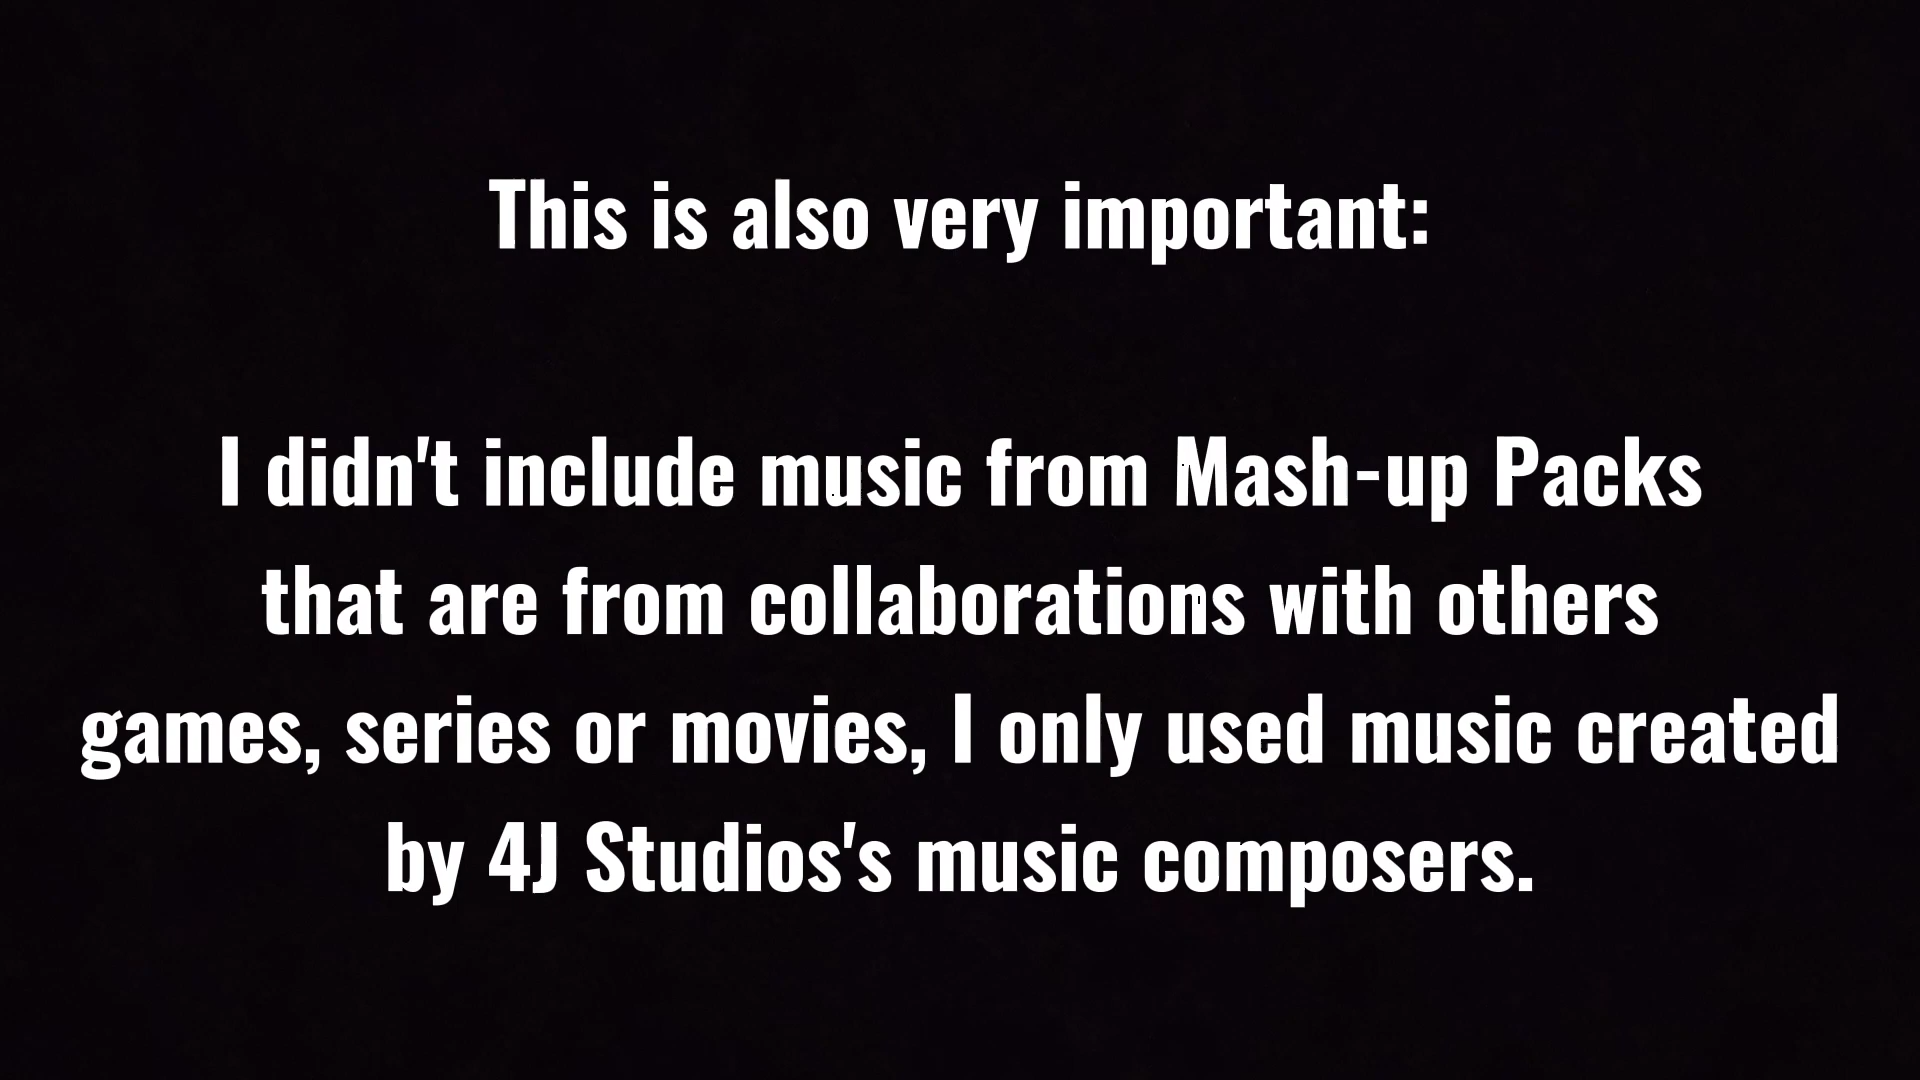 This is also very important:
I didn't include music from Mash-up Packs
that are from collaborations with others
games, series or movies, I only used music created
by 4J Studios's music composers.